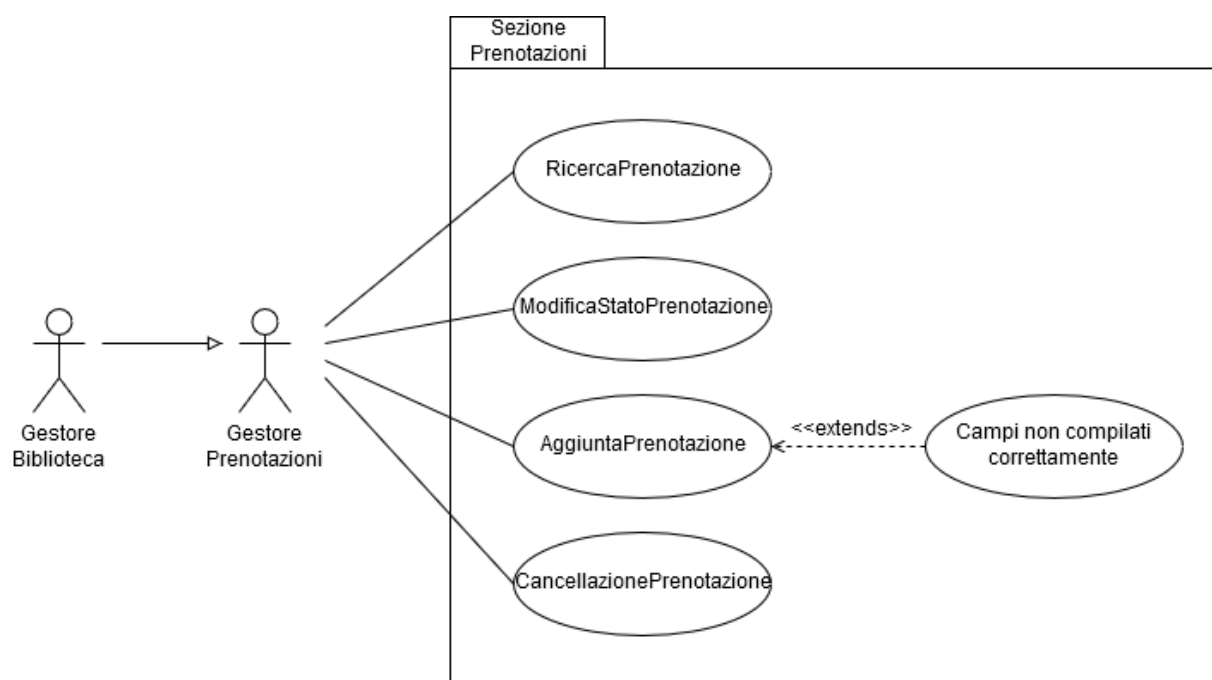 Sezione
Prenotazioni
RicercaPrenotazione
ModificaStatoPrenotazione
Gestore
Biblioteca
Gestore
Prenotazioni
AggiuntaPrenotazione
<<extends>>
Campi non compilati
correttamente
CancellazionePrenotazione